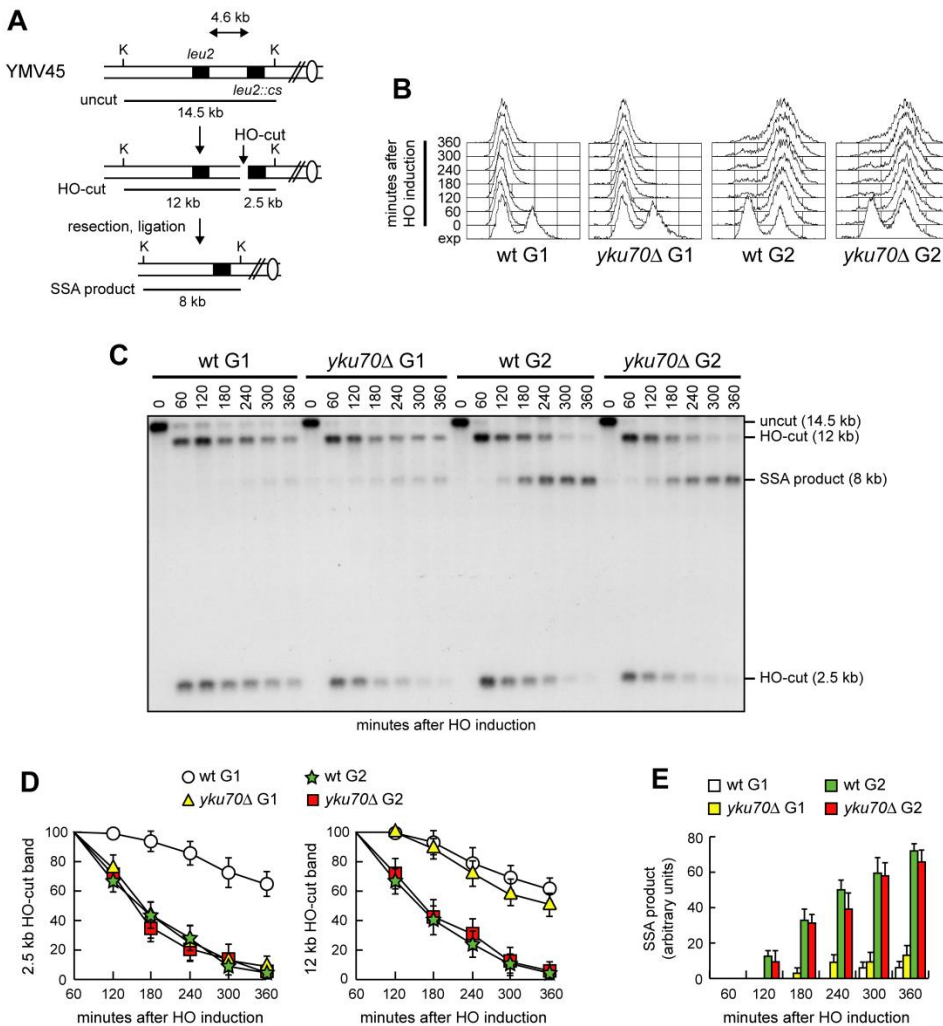 A
4.6 kb
K
leu2
K
YMV45
leu2::cs
uncut
14.5 kb
HO-cut
K
K
HO-cut
12 kb
2.5 kb
resection, ligation
K
K
SSA product
8 kb
B
minutes after
HO induction
360
300
240
180
120
60
0
exp
wt G1
yku70Δ G1
wt G2
yku70Δ G2
C
wt G1
yku70Δ G1
wt G2
yku70Δ G2
0 60 120 180 240 300 360 0 60 120 180 240 300 360 0 60 120 180 240 300 360 0 60 120 180 240 300 360
uncut (14.5 kb)
HO-cut (12 kb)
SSA product (8 kb)
HO-cut (2.5 kb)
minutes after HO induction
D
wt G1
wt G2
yku70Δ G1
yku70Δ G2
2.5 kb HO-cut band
100
80
60
40
20
0
60 120 180 240 300 360
minutes after HO induction
12 kb HO-cut band
100
80
60
40
20
0
60 120 180 240 300 360
minutes after HO induction
E
wt G1
wt G2
yku70Δ G1
yku70Δ G2
SSA product
(arbitrary units)
80
60
40
20
0
60 120 180 240 300 360
minutes after HO induction